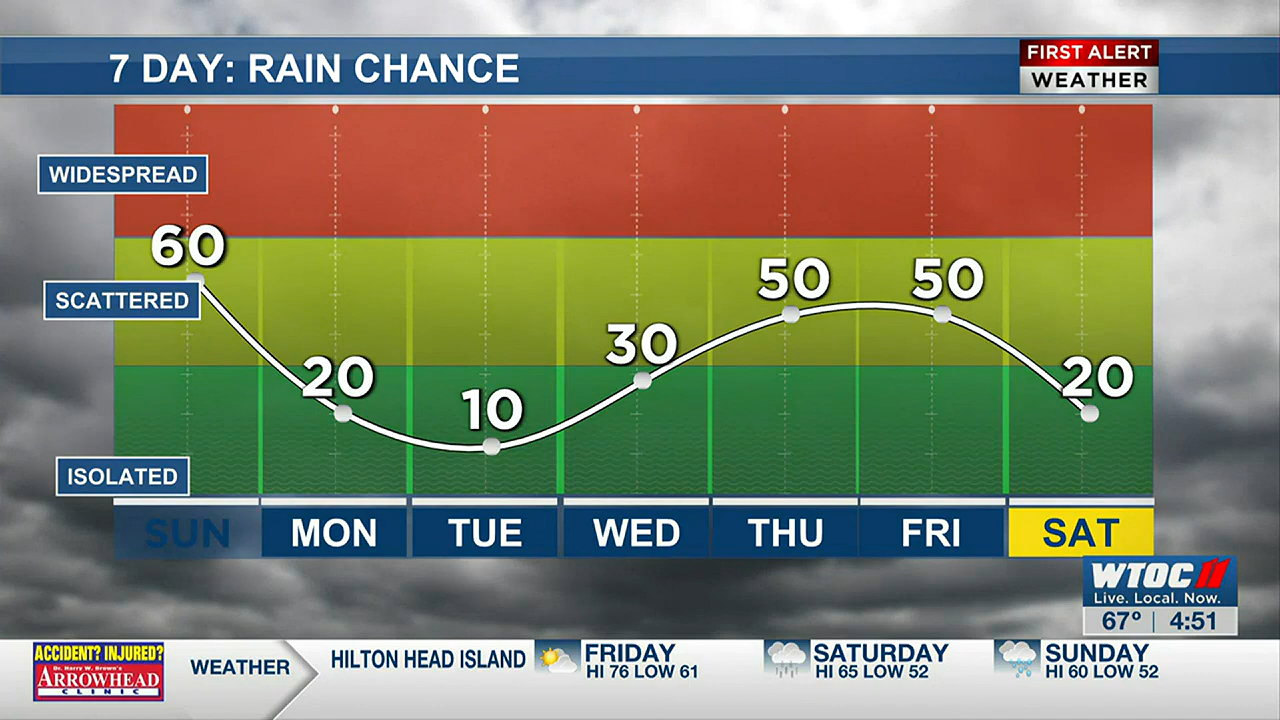 7 DAY: RAIN CHANCE
FIRST ALERT
WEATHER
WIDESPREAD
60
SCATTERED
50 50
30
20 20
10
ISOLATED
SUN MON TUE WED THU FRI SAT
WTOC 11
Live. Local. Now.
67° | 4:51
ACCIDENT? INJURED?
Dr. Harry W. Brown's
ARROWHEAD
CLINIC
WEATHER
HILTON HEAD ISLAND
FRIDAY
HI 76 LOW 61
SATURDAY
HI 65 LOW 52
SUNDAY
HI 60 LOW 52